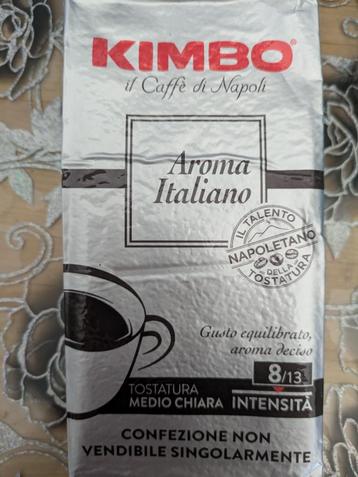 KIMBO
il Caffè di Napoli
Aroma
Italiano
IL TALENTO
NAPOLETANO
DELLA
TOSTATURA
Gusto equilibrato,
aroma deciso
8/13
TOSTATURA
MEDIO CHIARA
INTENSITÀ
CONFEZIONE NON
VENDIBILE SINGOLARMENTE